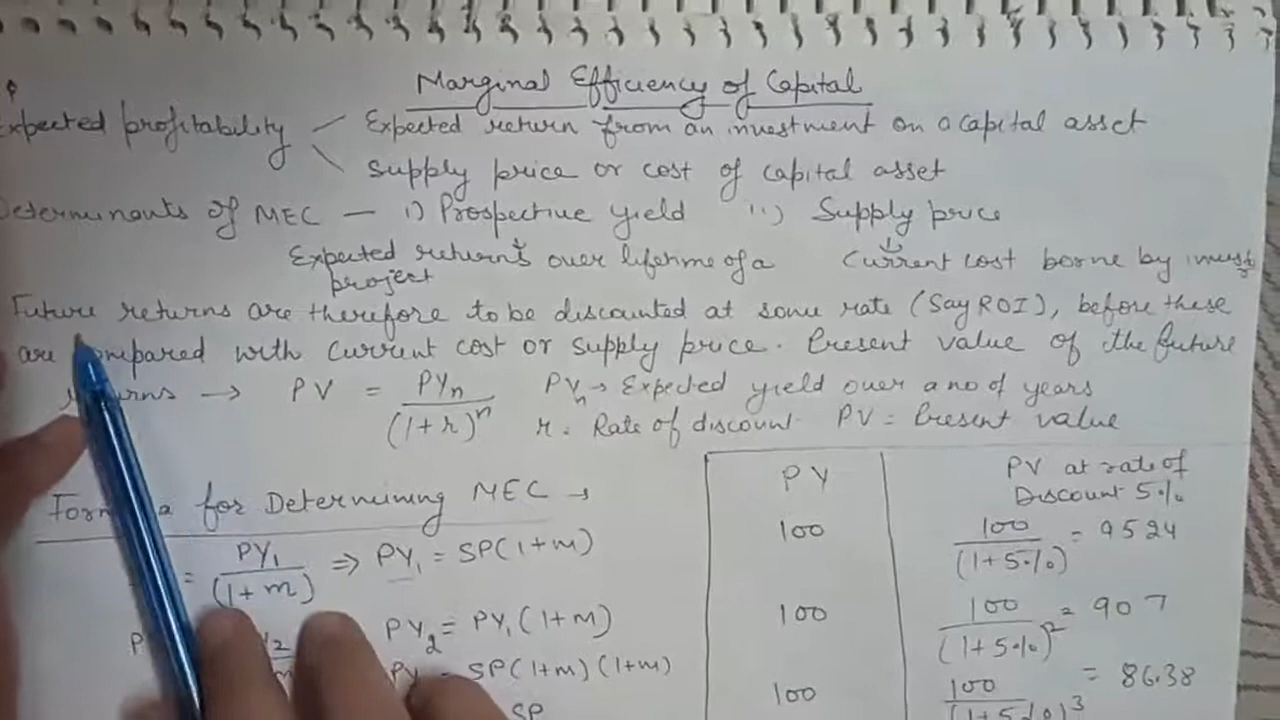 Marginal Efficiency of Capital
Expected profitability — Expected return from an investment on a capital asset
Supply price or cost of capital asset
Determinants of MEC — i) Prospective yield ii) Supply price
Expected returns over lifetime of a current cost borne by
project
Future returns are therefore to be discounted at some rate (Say ROI), before these
are compared with current cost or supply price. Present value of the future
→ PV = PYn / (1+r)^n PVn → Expected yield over a no of years
r = Rate of discount PV = Present value
for Determining MEC →
PY
PV at rate of
Discount 5%
100
100 / (1+5%) = 9524
= PY1 / (1+m) ⇒ PY1 = SP(1+m)
PY2 = PY1 (1+m)
100
100 / (1+5%)^2 = 907
= SP(1+m) (1+m)
100
100 / (1+5%)^3 = 86.38
SP